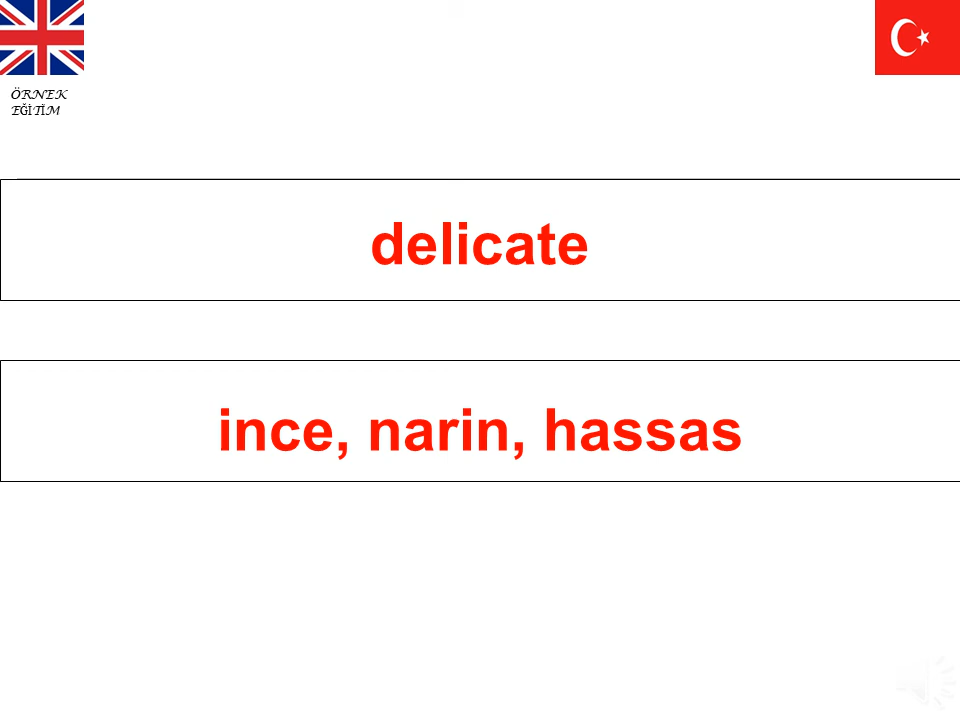 ÖRNEK
EĞİTİM
delicate
ince, narin, hassas